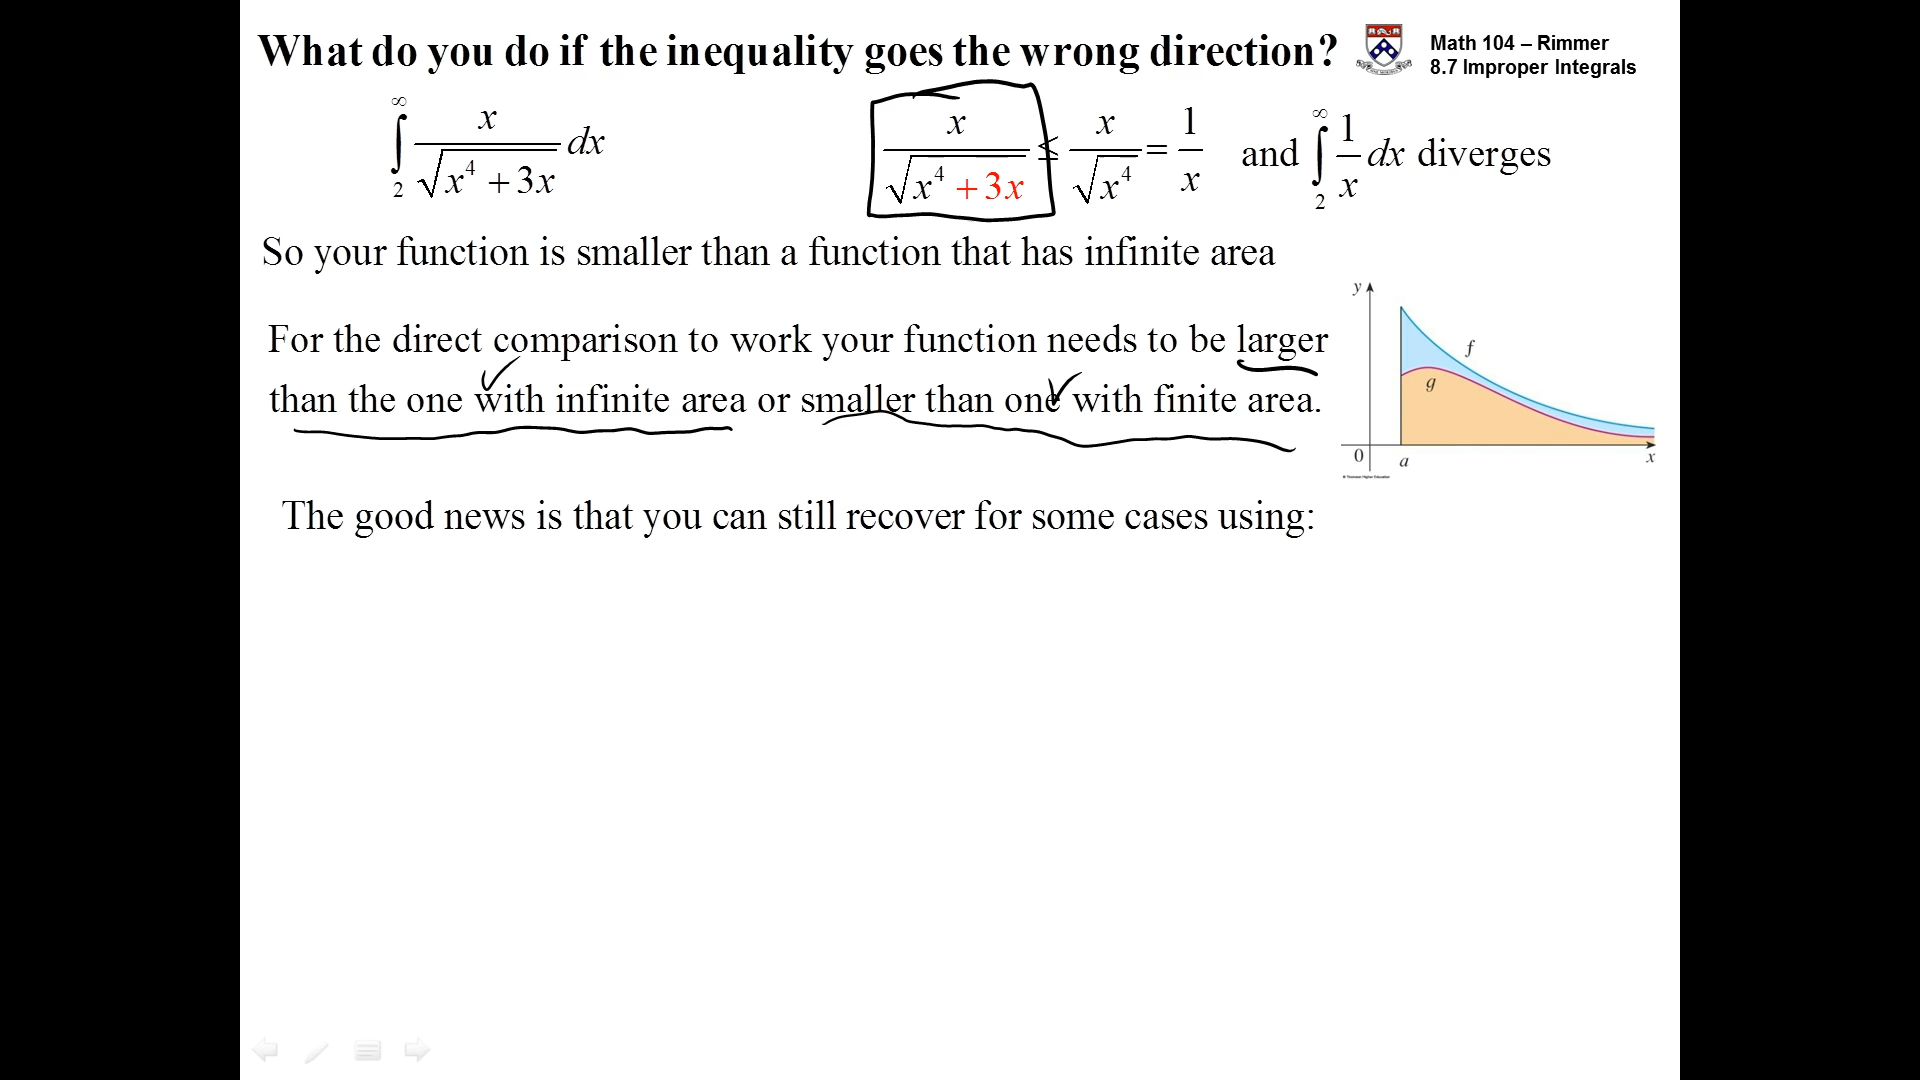 What do you do if the inequality goes the wrong direction?
Math 104 – Rimmer
8.7 Improper Integrals
∫₂^∞ x/√(x⁴ + 3x) dx
x/√(x⁴ + 3x) ≤ x/√(x⁴) = 1/x and ∫₂^∞ 1/x dx diverges
So your function is smaller than a function that has infinite area
For the direct comparison to work your function needs to be larger
than the one with infinite area or smaller than one with finite area.
y
f
g
0 a x
© Thomson Higher Education
The good news is that you can still recover for some cases using: